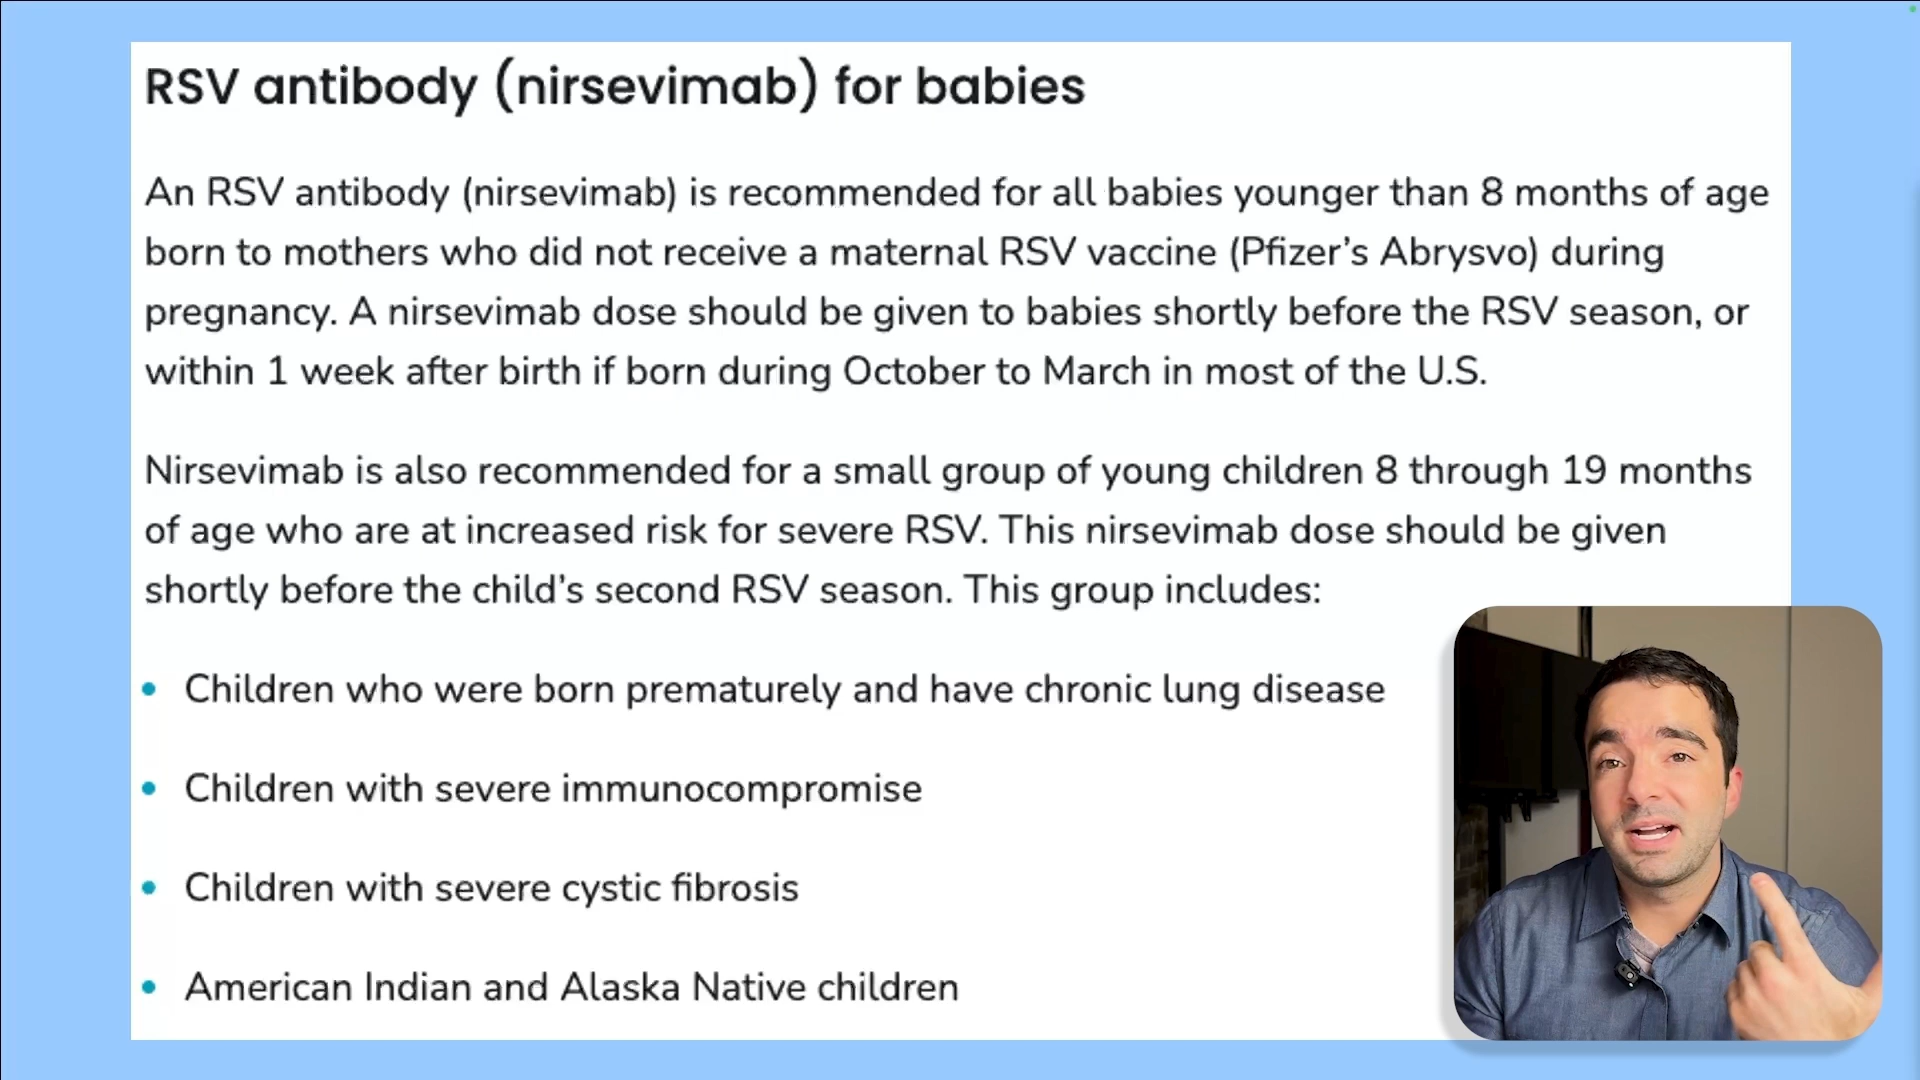 RSV antibody (nirsevimab) for babies
An RSV antibody (nirsevimab) is recommended for all babies younger than 8 months of age
born to mothers who did not receive a maternal RSV vaccine (Pfizer’s Abrysvo) during
pregnancy. A nirsevimab dose should be given to babies shortly before the RSV season, or
within 1 week after birth if born during October to March in most of the U.S.
Nirsevimab is also recommended for a small group of young children 8 through 19 months
of age who are at increased risk for severe RSV. This nirsevimab dose should be given
shortly before the child’s second RSV season. This group includes:
• Children who were born prematurely and have chronic lung disease
• Children with severe immunocompromise
• Children with severe cystic fibrosis
• American Indian and Alaska Native children